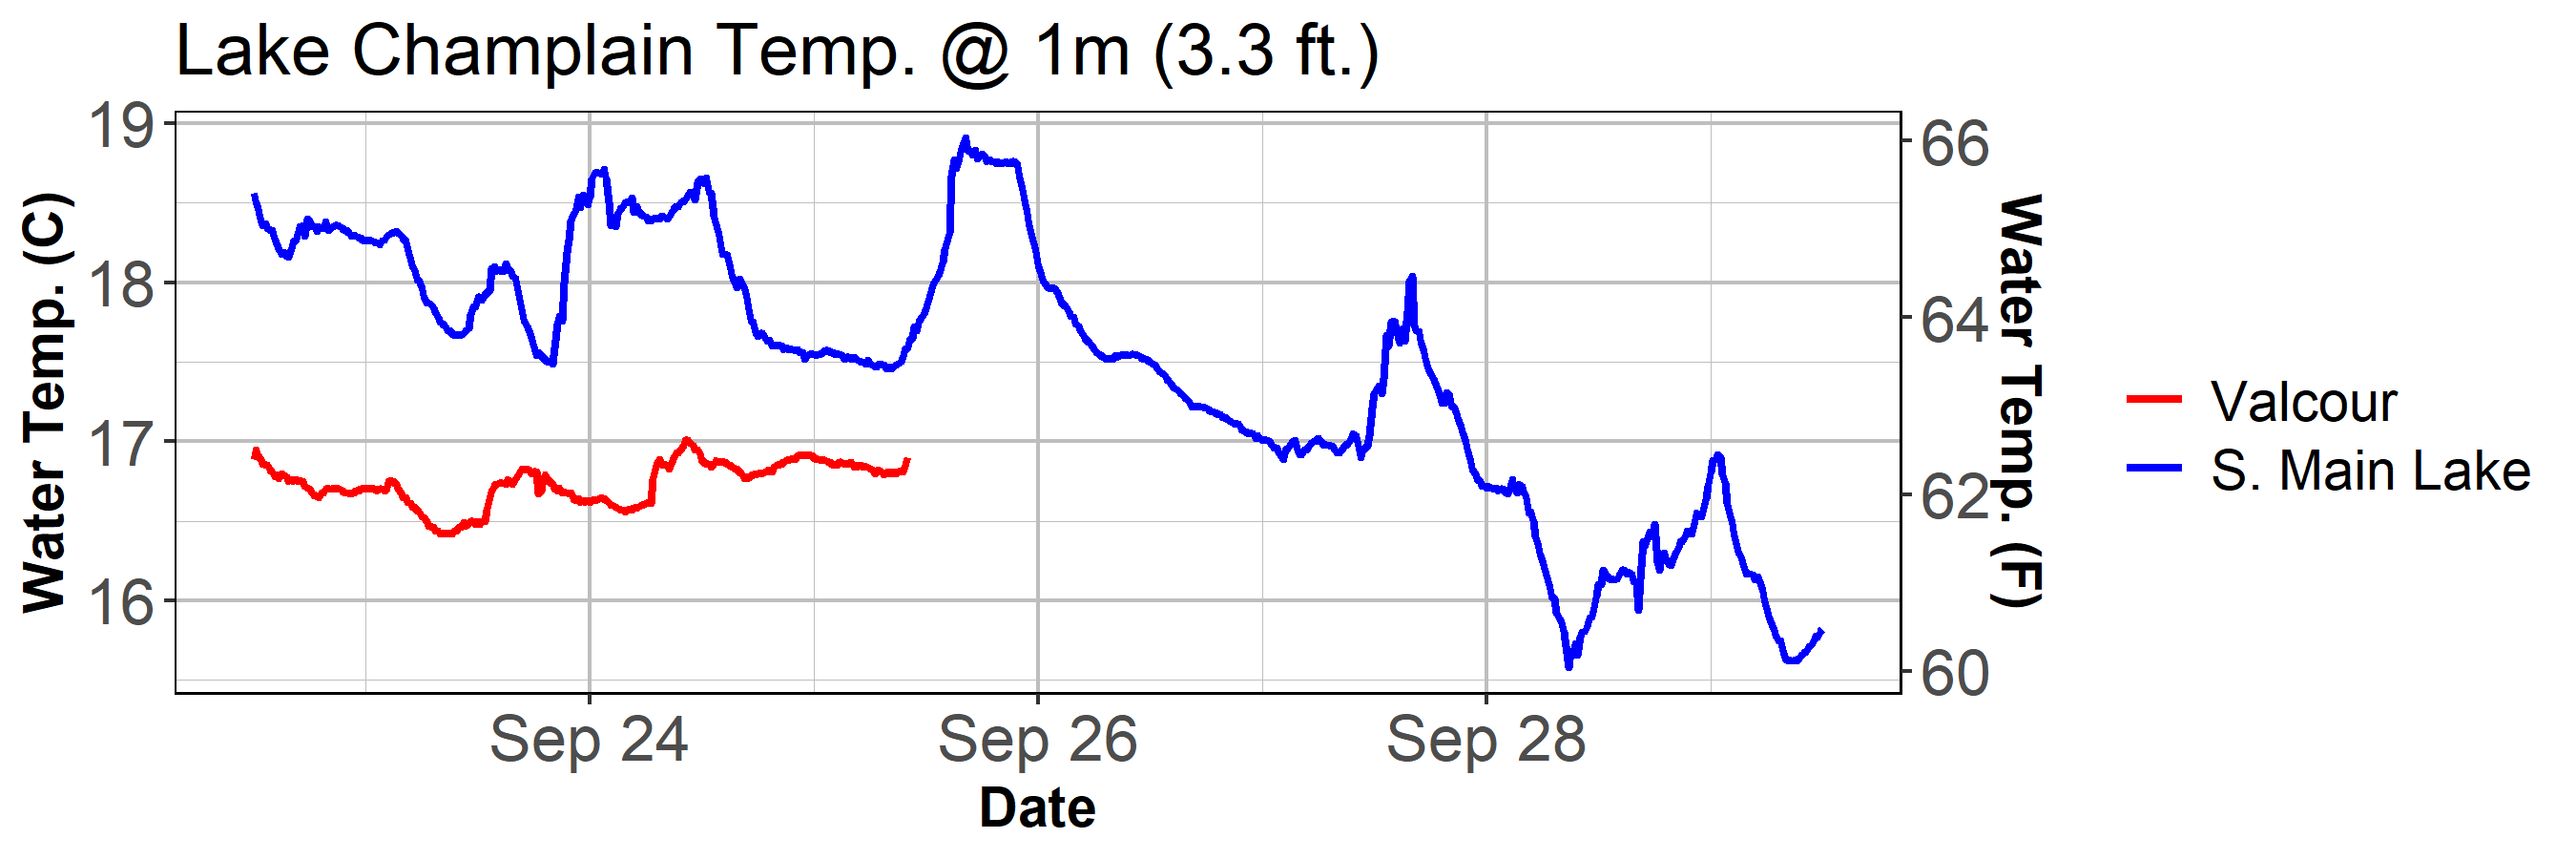 Lake Champlain Temp. @ 1m (3.3 ft.)
Water Temp. (C)
19
18
17
16
66
64
62
60
Water Temp. (F)
Sep 24
Sep 26
Sep 28
Date
Valcour
S. Main Lake